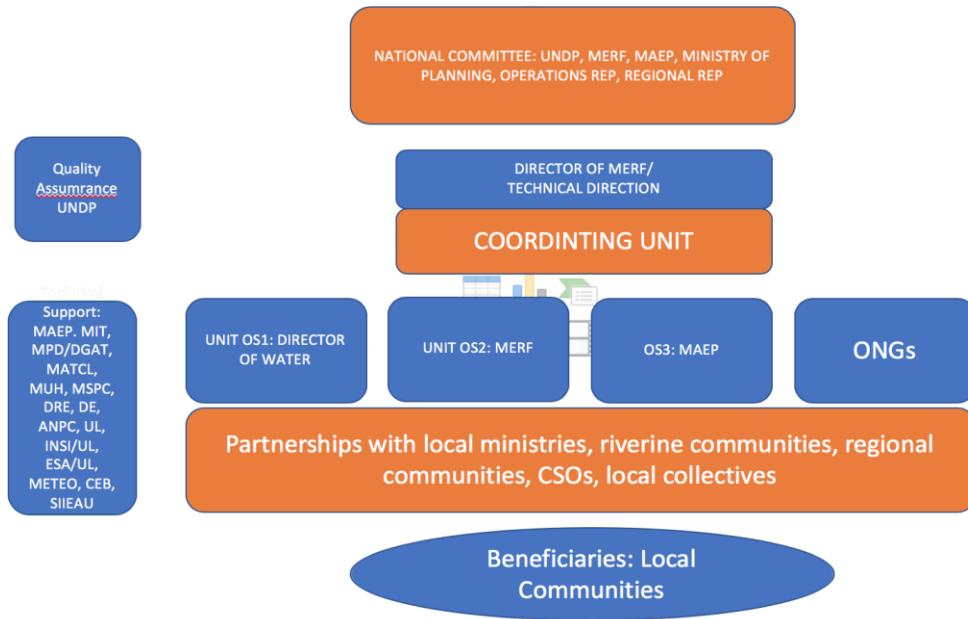 NATIONAL COMMITTEE: UNDP, MERF, MAEP, MINISTRY OF
PLANNING, OPERATIONS REP, REGIONAL REP
Quality
Assumrance
UNDP
DIRECTOR OF MERF/
TECHNICAL DIRECTION
COORDINTING UNIT
Technical
Support:
MAEP. MIT,
MPD/DGAT,
MATCL,
MUH, MSPC,
DRE, DE,
ANPC, UL,
INSI/UL,
ESA/UL,
METEO, CEB,
SIIEAU
UNIT OS1: DIRECTOR
OF WATER
UNIT OS2: MERF
OS3: MAEP
ONGs
Partnerships with local ministries, riverine communities, regional
communities, CSOs, local collectives
Beneficiaries: Local
Communities